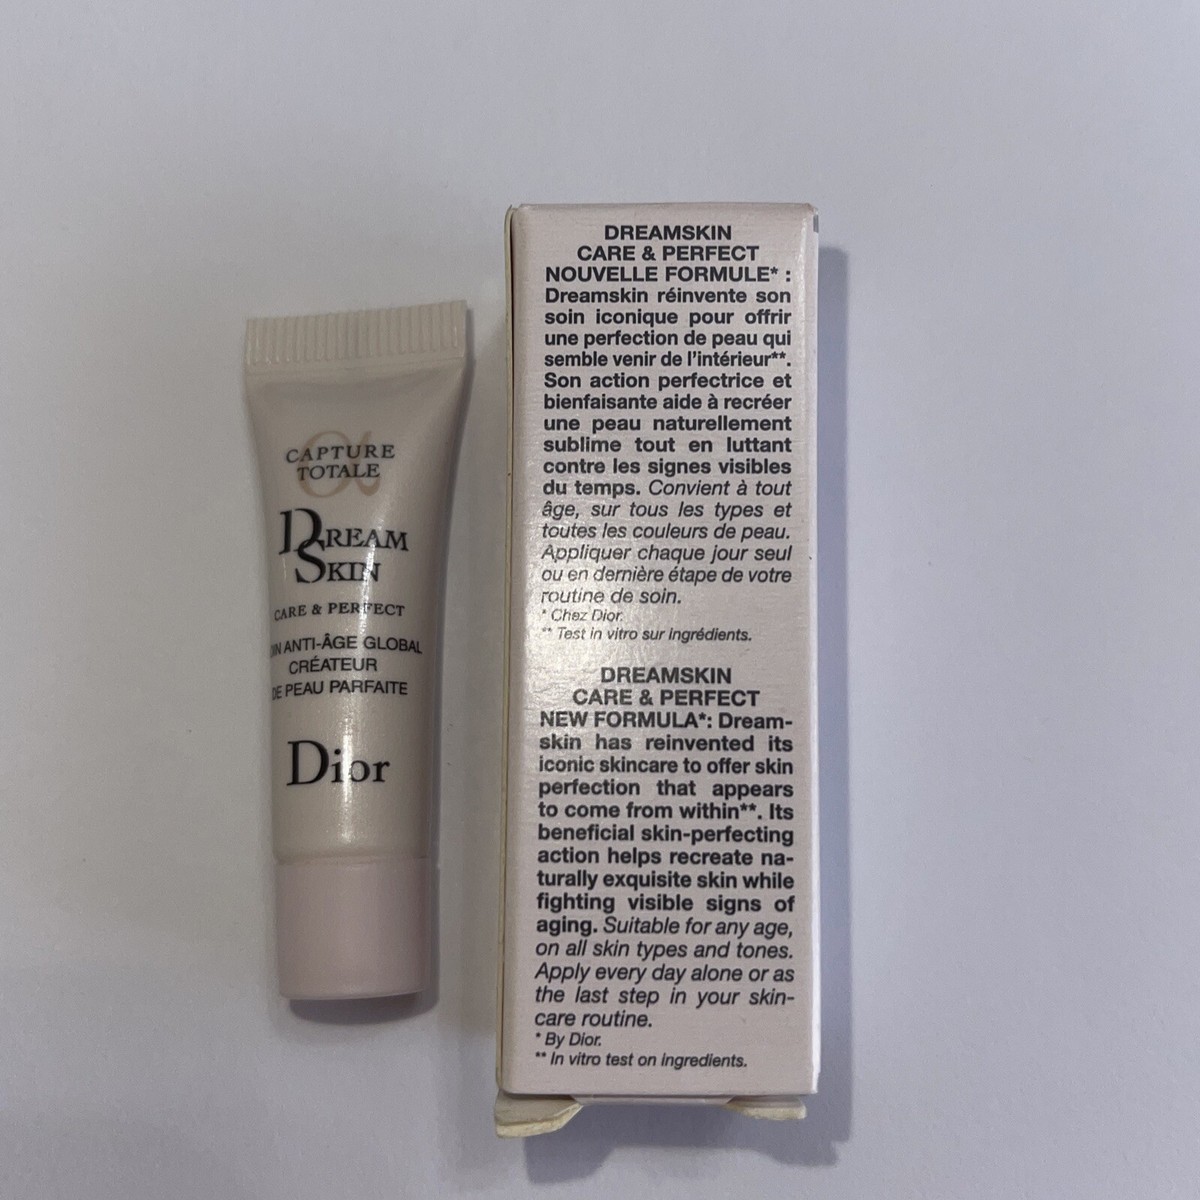 CAPTURE
TOTALE
DREAM
SKIN
CARE & PERFECT
ANTI-ÂGE GLOBAL
CRÉATEUR
DE PEAU PARFAITE
Dior
DREAMSKIN
CARE & PERFECT
NOUVELLE FORMULE* :
Dreamskin réinvente son
soin iconique pour offrir
une perfection de peau qui
semble venir de l'intérieur**.
Son action perfectrice et
bienfaisante aide à recréer
une peau naturellement
sublime tout en luttant
contre les signes visibles
du temps. Convient à tout
âge, sur tous les types et
toutes les couleurs de peau.
Appliquer chaque jour seul
ou en dernière étape de votre
routine de soin.
* Chez Dior.
** Test in vitro sur ingrédients.
DREAMSKIN
CARE & PERFECT
NEW FORMULA*: Dream-
skin has reinvented its
iconic skincare to offer skin
perfection that appears
to come from within**. Its
beneficial skin-perfecting
action helps recreate na-
turally exquisite skin while
fighting visible signs of
aging. Suitable for any age,
on all skin types and tones.
Apply every day alone or as
the last step in your skin-
care routine.
* By Dior.
** In vitro test on ingredients.